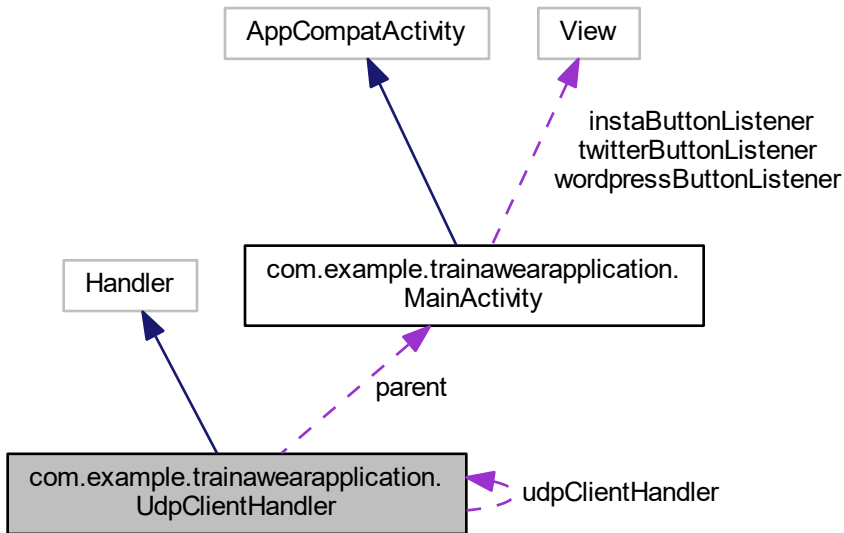 AppCompatActivity
View
instaButtonListener
twitterButtonListener
wordpressButtonListener
Handler
com.example.trainawearapplication.
MainActivity
parent
com.example.trainawearapplication.
UdpClientHandler
udpClientHandler